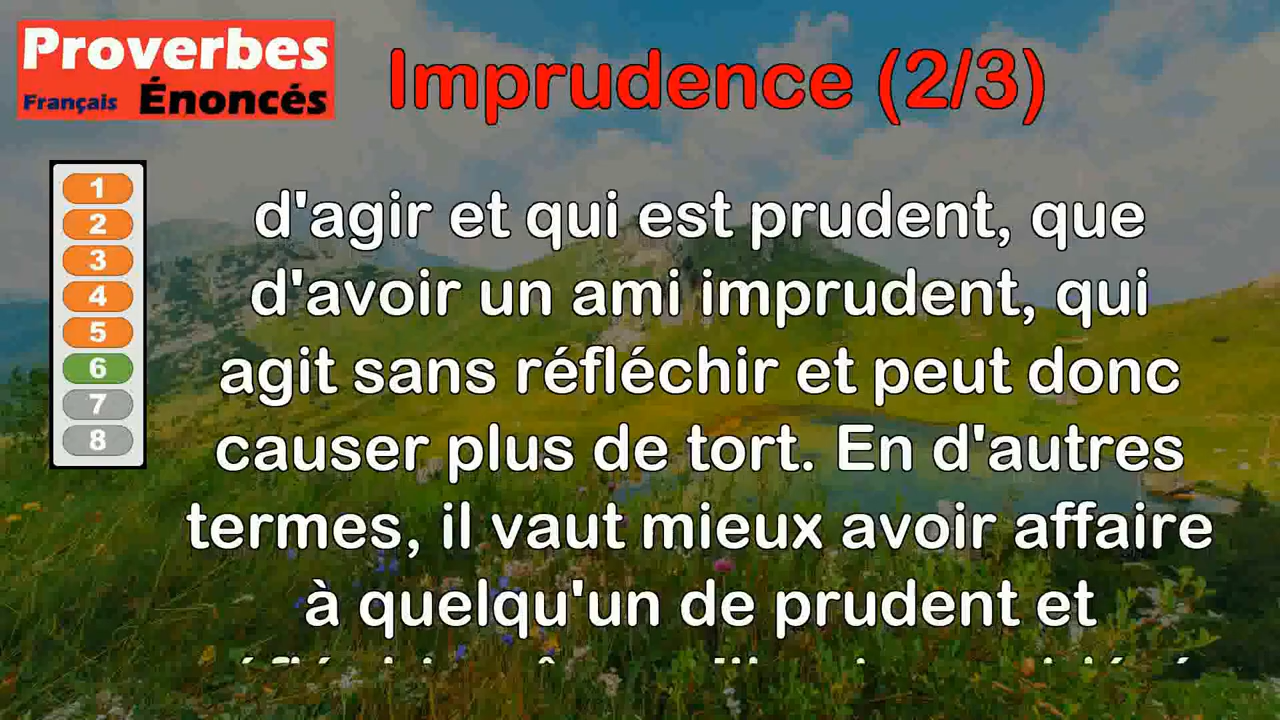 Proverbes
Français Énoncés
Imprudence (2/3)
1
2
3
4
5
6
7
8
d'agir et qui est prudent, que
d'avoir un ami imprudent, qui
agit sans réfléchir et peut donc
causer plus de tort. En d'autres
termes, il vaut mieux avoir affaire
à quelqu'un de prudent et